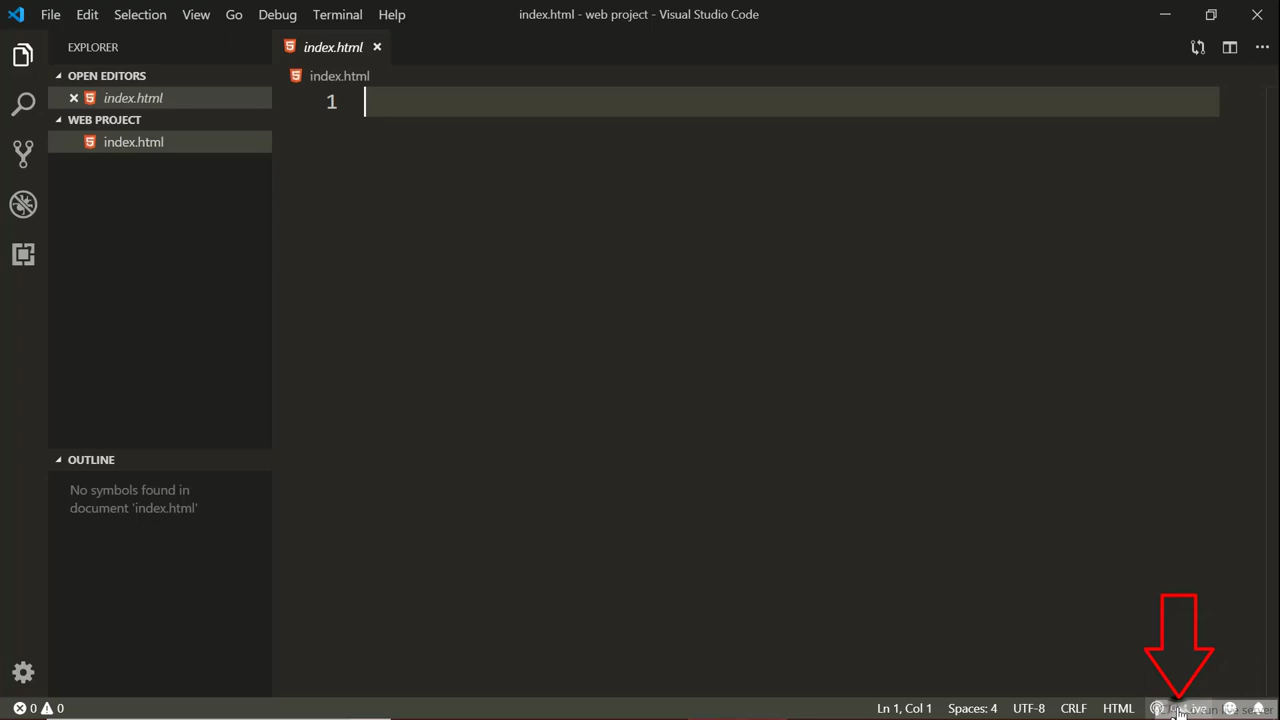 File Edit Selection View Go Debug Terminal Help
index.html - web project - Visual Studio Code
EXPLORER
index.html
OPEN EDITORS
index.html
index.html
1
WEB PROJECT
index.html
OUTLINE
No symbols found in
document 'index.html'
0 0
Ln 1, Col 1 Spaces: 4 UTF-8 CRLF HTML
server